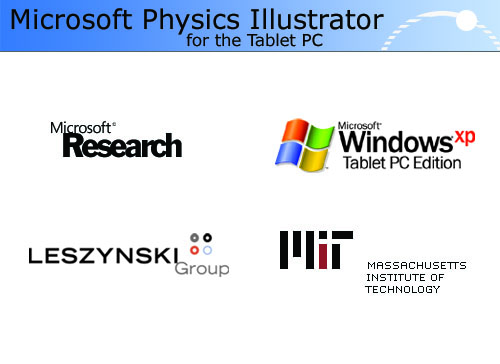 Microsoft Physics Illustrator
for the Tablet PC
Microsoft©
Research
Microsoft®
Windows xp
Tablet PC Edition
LESZYNSKI
Group
MIT
MASSACHUSETTS
INSTITUTE OF
TECHNOLOGY